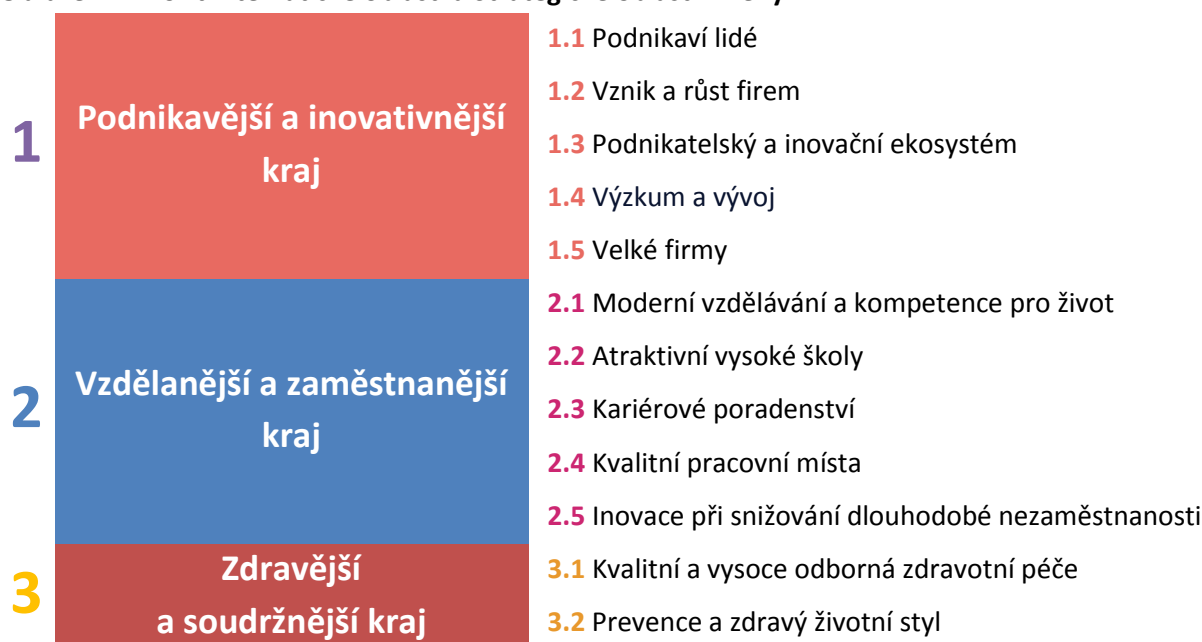 1
Podnikavější a inovativnější
kraj
1.1 Podnikaví lidé
1.2 Vznik a růst firem
1.3 Podnikatelský a inovační ekosystém
1.4 Výzkum a vývoj
1.5 Velké firmy
2
Vzdělanější a zaměstnanější
kraj
2.1 Moderní vzdělávání a kompetence pro život
2.2 Atraktivní vysoké školy
2.3 Kariérové poradenství
2.4 Kvalitní pracovní místa
2.5 Inovace při snižování dlouhodobé nezaměstnanosti
3
Zdravější
a soudržnější kraj
3.1 Kvalitní a vysoce odborná zdravotní péče
3.2 Prevence a zdravý životní styl